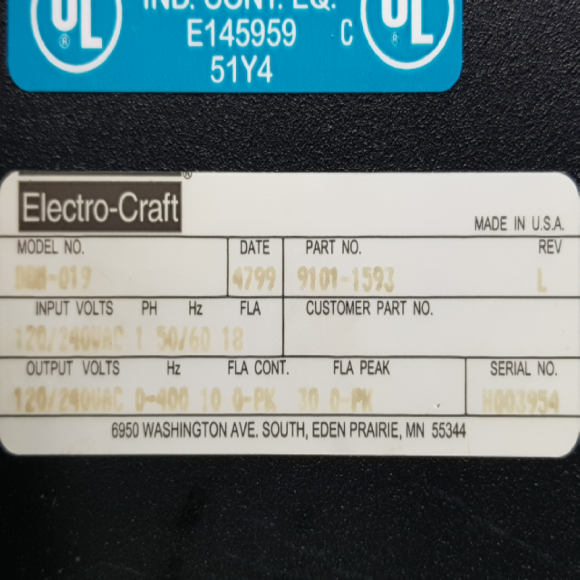 UL
IND. CONT. EQ.
UL
® E145959 C ®
51Y4
Electro-Craft ®
MADE IN U.S.A.
MODEL NO. DATE PART NO. REV
DDM-019 4799 9101-1593 L
INPUT VOLTS PH Hz FLA CUSTOMER PART NO.
120/240VAC 1 50/60 18
OUTPUT VOLTS Hz FLA CONT. FLA PEAK SERIAL NO.
120/240VAC 0-400 10 0-PK 30 0-PK H003954
6950 WASHINGTON AVE. SOUTH, EDEN PRAIRIE, MN 55344